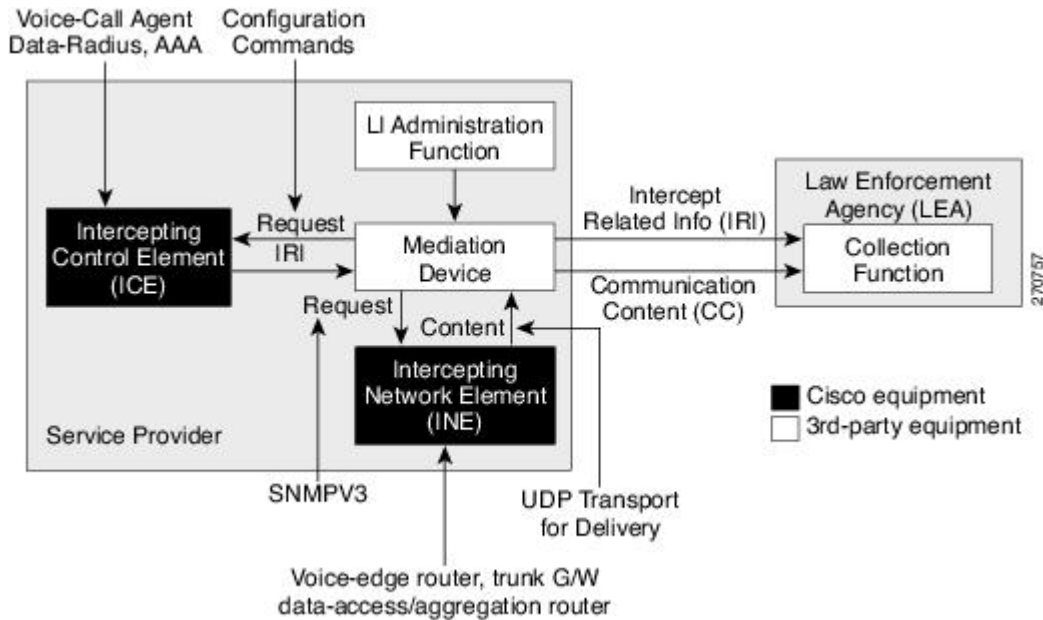 Voice-Call Agent
Data-Radius, AAA
Configuration
Commands
LI Administration
Function
Intercepting
Control Element
(ICE)
Request
IRI
Mediation
Device
Intercept
Related Info (IRI)
Communication
Content (CC)
Law Enforcement
Agency (LEA)
Collection
Function
270757
Request
Content
Intercepting
Network Element
(INE)
Service Provider
Cisco equipment
3rd-party equipment
SNMPV3
UDP Transport
for Delivery
Voice-edge router, trunk G/W
data-access/aggregation router